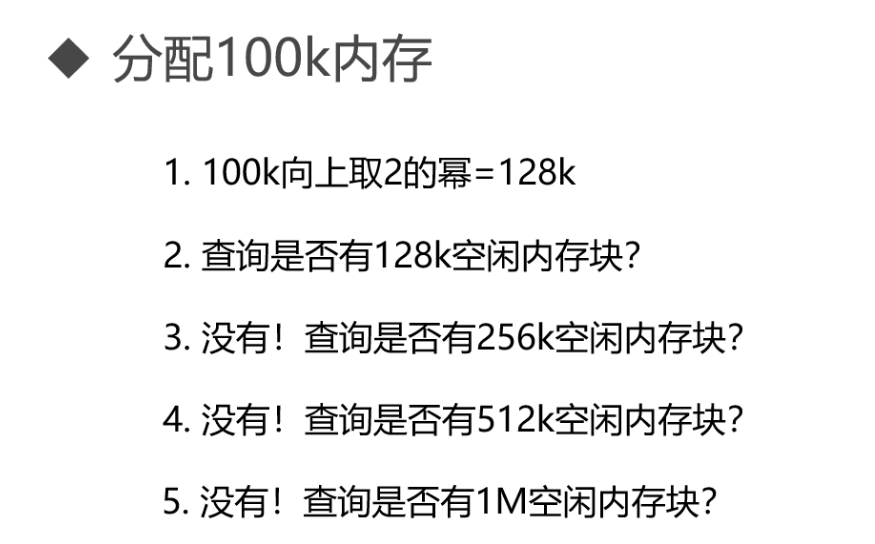 ◆ 分配100k内存
1. 100k向上取2的幂=128k
2. 查询是否有128k空闲内存块？
3. 没有！查询是否有256k空闲内存块？
4. 没有！查询是否有512k空闲内存块？
5. 没有！查询是否有1M空闲内存块？